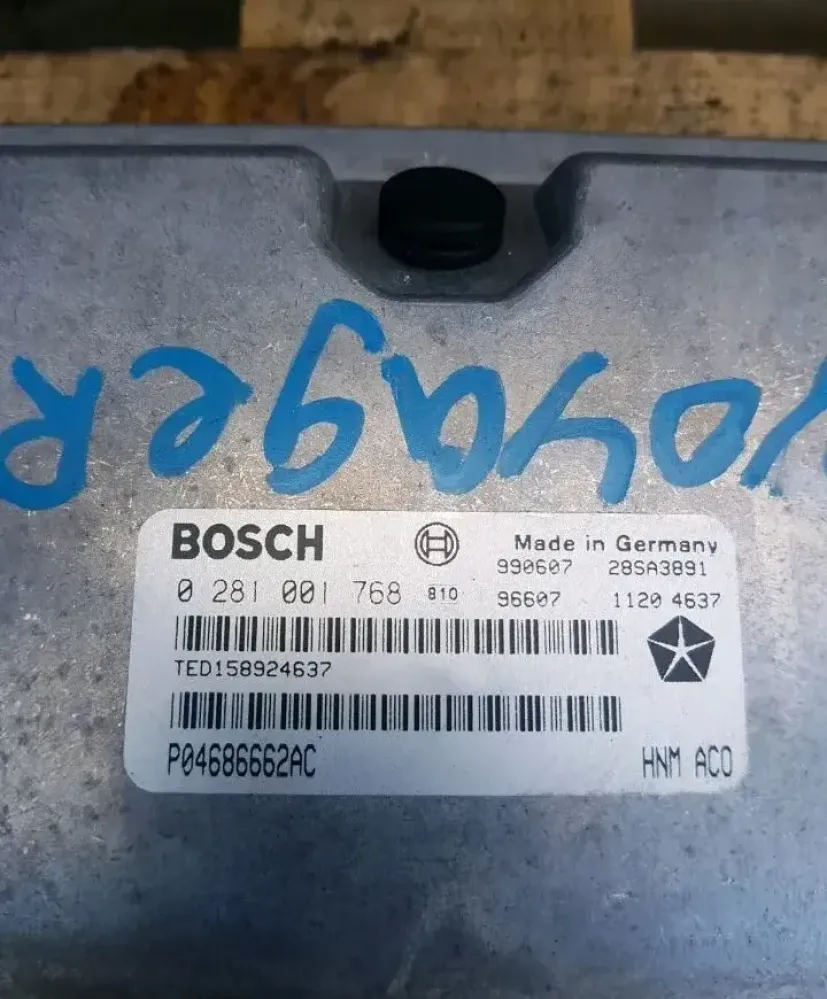 VoyageR
BOSCH Made in Germany
990607 28SA3891
0 281 001 768 810 96607 1120 4637
TED158924637
P04686662AC HNM ACO